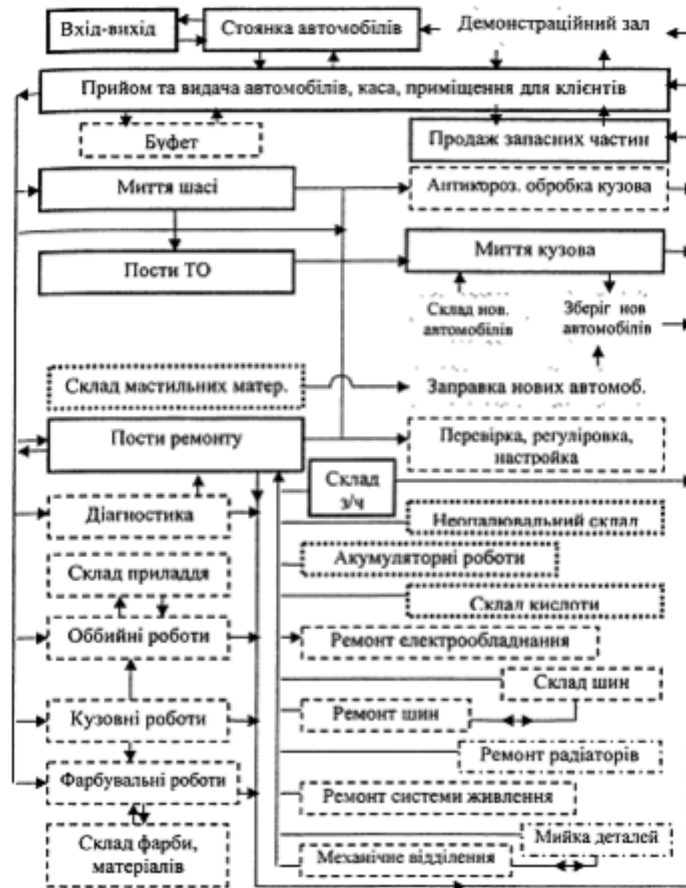 Вхід-вихід
Стоянка автомобілів
Демонстраційний зал
Прийом та видача автомобілів, каса, приміщення для клієнтів
Буфет
Продаж запасних частин
Миття шасі
Антикороз. обробка кузова
Пости ТО
Миття кузова
Склад нов.
автомобілів
Зберіг нов
автомобілів
Склад мастильних матер.
Заправка нових автомоб.
Пости ремонту
Перевірка, регуліровка,
настройка
Склад
з/ч
Діагностика
Неопалювальний склад
Склад приладдя
Акумуляторні роботи
Склад кислоти
Оббийні роботи
Ремонт електрообладнання
Склад шин
Кузовні роботи
Ремонт шин
Ремонт радіаторів
Фарбувальні роботи
Ремонт системи живлення
Склад фарби,
матеріалів
Мийка деталей
Механічне відділення